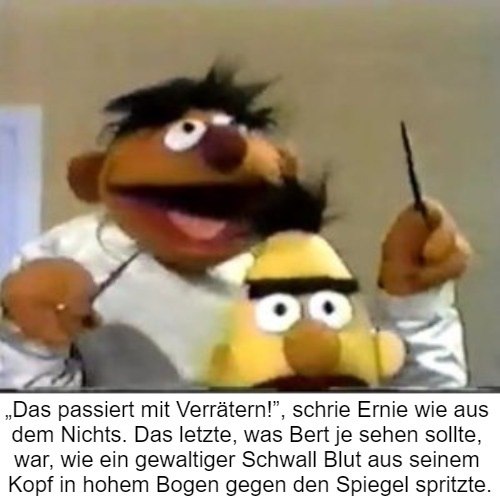 „Das passiert mit Verrätern!”, schrie Ernie wie aus
dem Nichts. Das letzte, was Bert je sehen sollte,
war, wie ein gewaltiger Schwall Blut aus seinem
Kopf in hohem Bogen gegen den Spiegel spritzte.